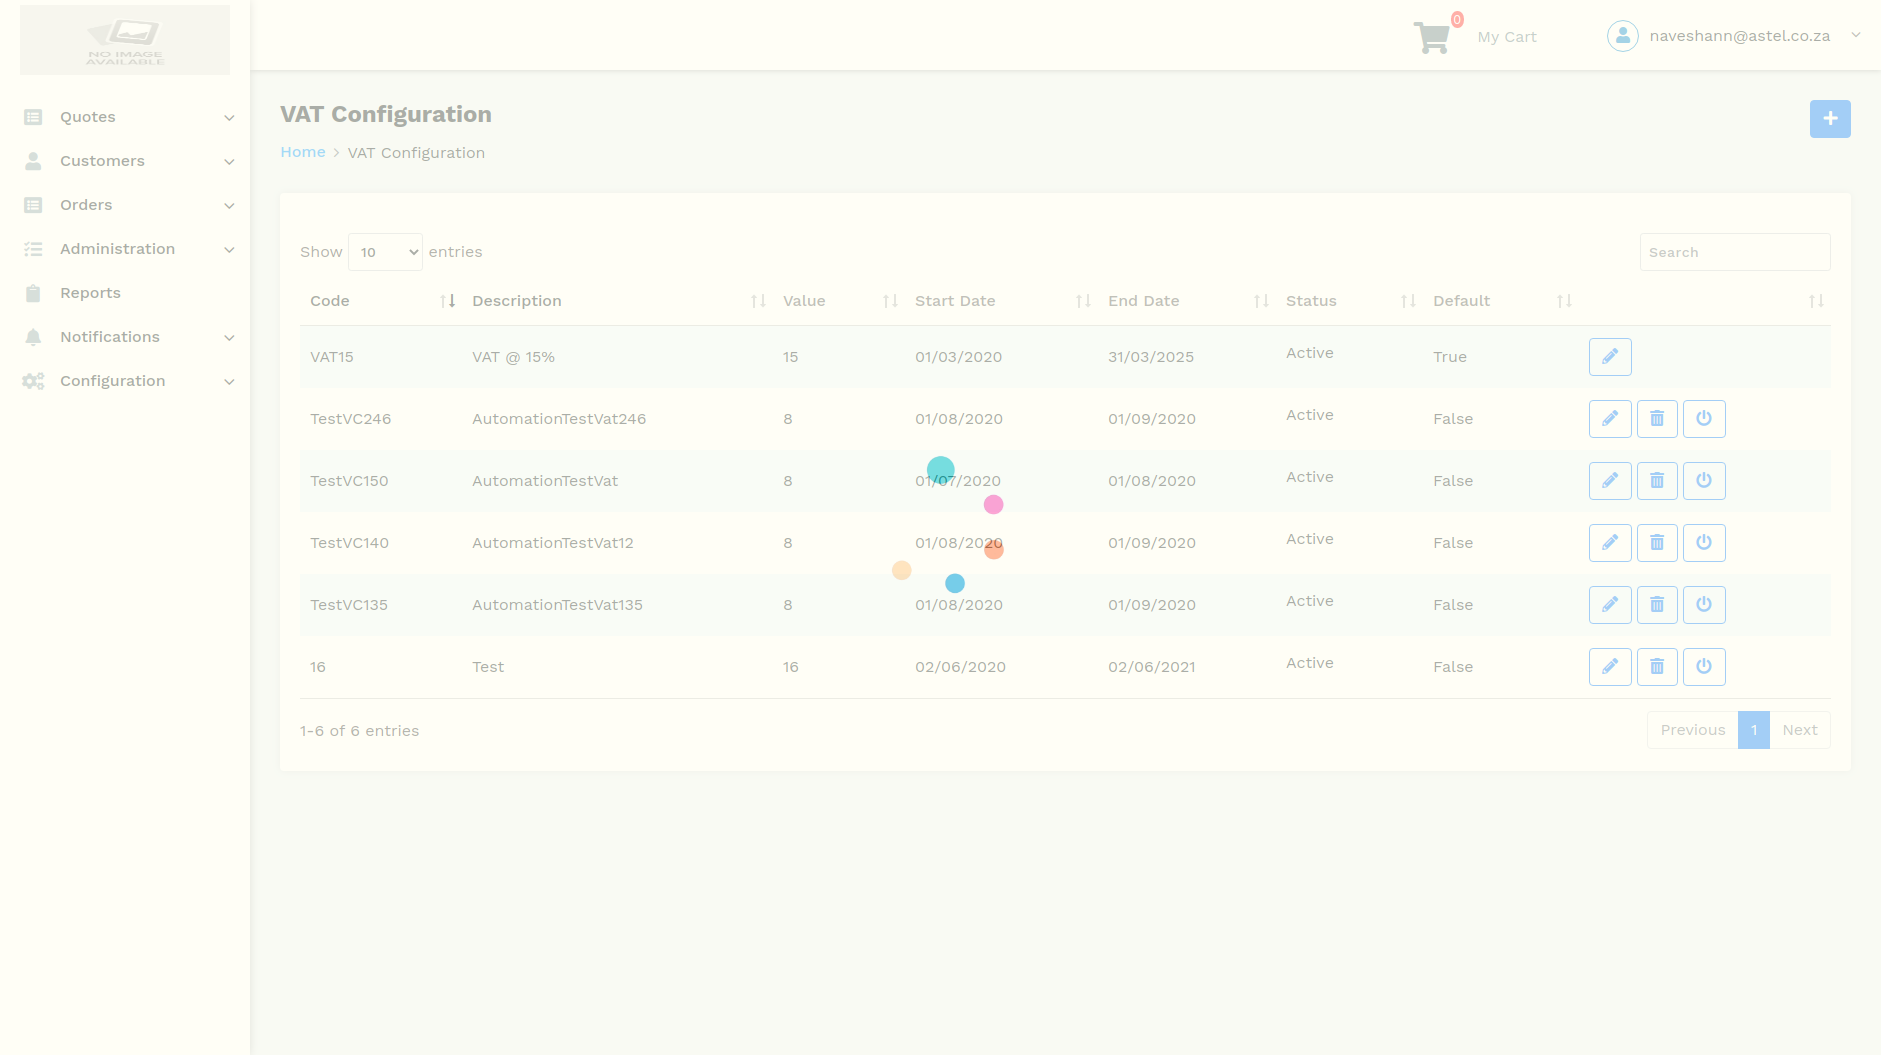 NO IMAGE
AVAILABLE
0
My Cart
naveshann@astel.co.za
Quotes
Customers
Orders
Administration
Reports
Notifications
Configuration
VAT Configuration
Home > VAT Configuration
Show 10 entries
Search
Code Description Value Start Date End Date Status Default
VAT15 VAT @ 15% 15 01/03/2020 31/03/2025 Active True
TestVC246 AutomationTestVat246 8 01/08/2020 01/09/2020 Active False
TestVC150 AutomationTestVat 8 01/07/2020 01/08/2020 Active False
TestVC140 AutomationTestVat12 8 01/08/2020 01/09/2020 Active False
TestVC135 AutomationTestVat135 8 01/08/2020 01/09/2020 Active False
16 Test 16 02/06/2020 02/06/2021 Active False
1-6 of 6 entries
Previous 1 Next